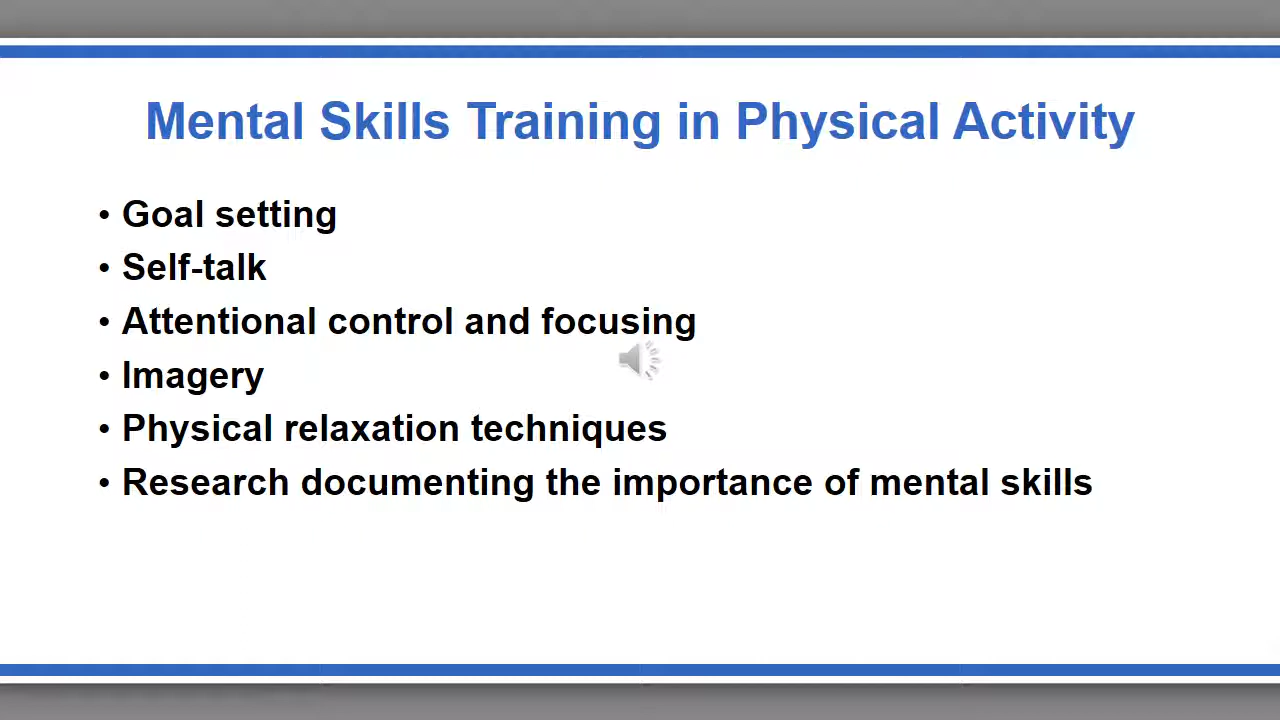 Mental Skills Training in Physical Activity
• Goal setting
• Self-talk
• Attentional control and focusing
• Imagery
• Physical relaxation techniques
• Research documenting the importance of mental skills